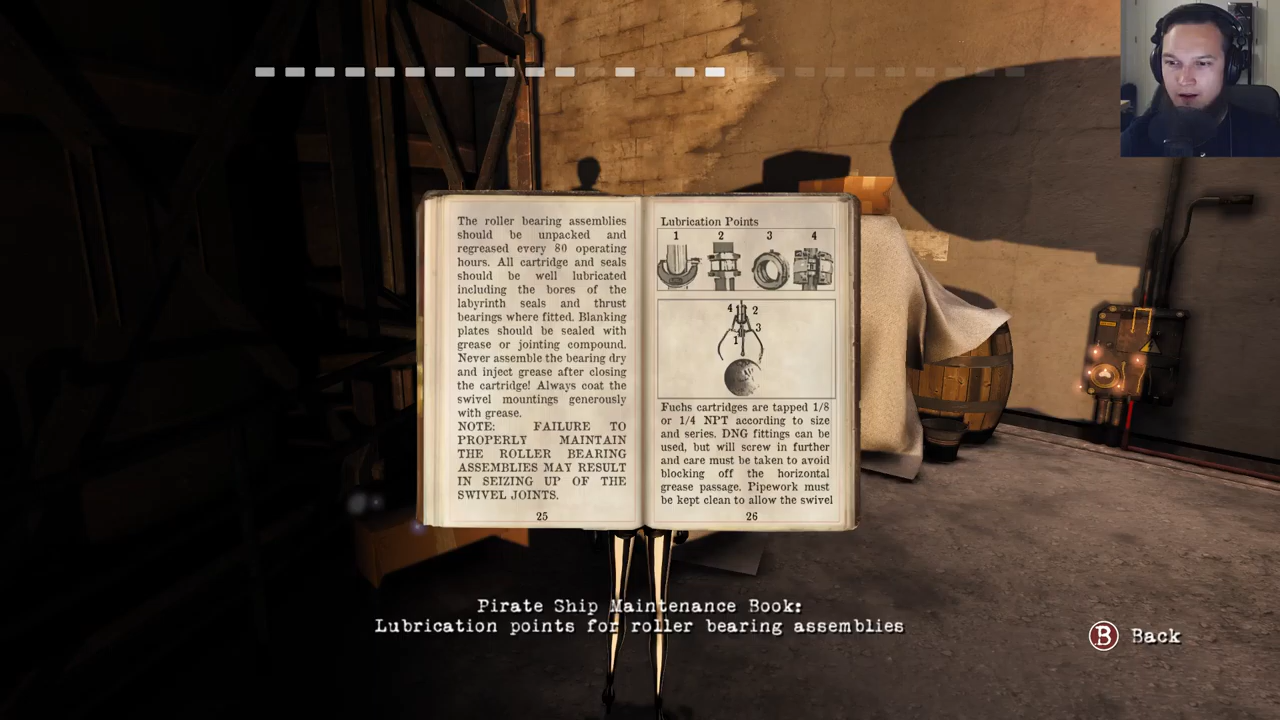 The roller bearing assemblies
should be unpacked and
regreased every 80 operating
hours. All cartridge and seals
should be well lubricated
including the bores of the
labyrinth seals and thrust
bearings where fitted. Blanking
plates should be sealed with
grease or jointing compound.
Never assemble the bearing dry
and inject grease after closing
the cartridge! Always coat the
swivel mountings generously
with grease.
NOTE: FAILURE TO
PROPERLY MAINTAIN
THE ROLLER BEARING
ASSEMBLIES MAY RESULT
IN SEIZING UP OF THE
SWIVEL JOINTS.
25
Lubrication Points
1 2 3 4
4 1 2
3
1
Fuchs cartridges are tapped 1/8
or 1/4 NPT according to size
and series. DNG fittings can be
used, but will screw in further
and care must be taken to avoid
blocking off the horizontal
grease passage. Pipework must
be kept clean to allow the swivel
26
Pirate Ship Maintenance Book:
Lubrication points for roller bearing assemblies
B Back